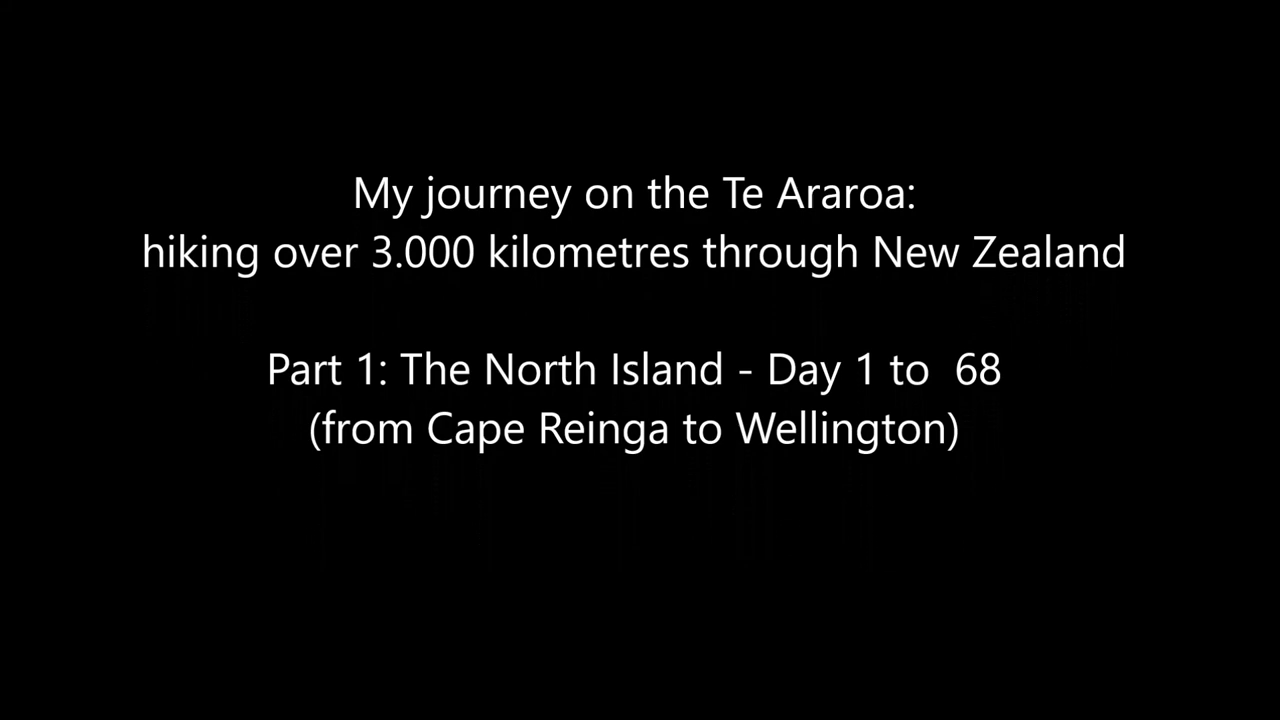 My journey on the Te Araroa:
hiking over 3.000 kilometres through New Zealand
Part 1: The North Island - Day 1 to  68
(from Cape Reinga to Wellington)